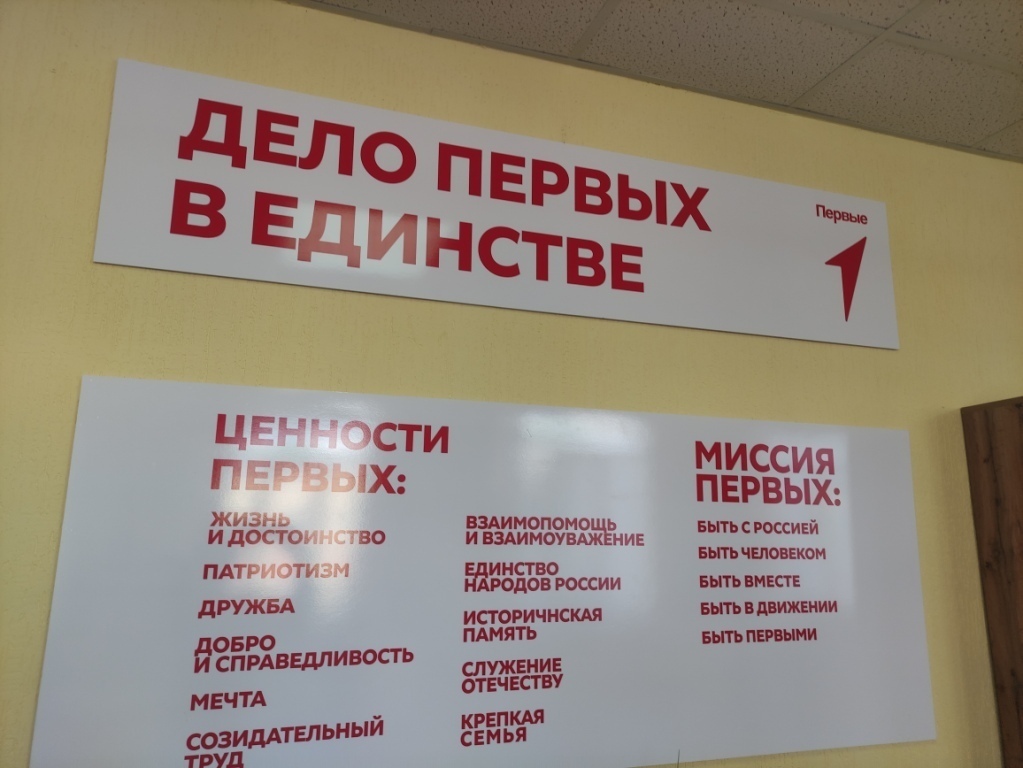 ДЕЛО ПЕРВЫХ
В ЕДИНСТВЕ
Первые
ЦЕННОСТИ
ПЕРВЫХ:
ЖИЗНЬ
И ДОСТОИНСТВО
ПАТРИОТИЗМ
ДРУЖБА
ДОБРО
И СПРАВЕДЛИВОСТЬ
МЕЧТА
СОЗИДАТЕЛЬНЫЙ
ТРУД
ВЗАИМОПОМОЩЬ
И ВЗАИМОУВАЖЕНИЕ
ЕДИНСТВО
НАРОДОВ РОССИИ
ИСТОРИЧНСКАЯ
ПАМЯТЬ
СЛУЖЕНИЕ
ОТЕЧЕСТВУ
КРЕПКАЯ
СЕМЬЯ
МИССИЯ
ПЕРВЫХ:
БЫТЬ С РОССИЕЙ
БЫТЬ ЧЕЛОВЕКОМ
БЫТЬ ВМЕСТЕ
БЫТЬ В ДВИЖЕНИИ
БЫТЬ ПЕРВЫМИ